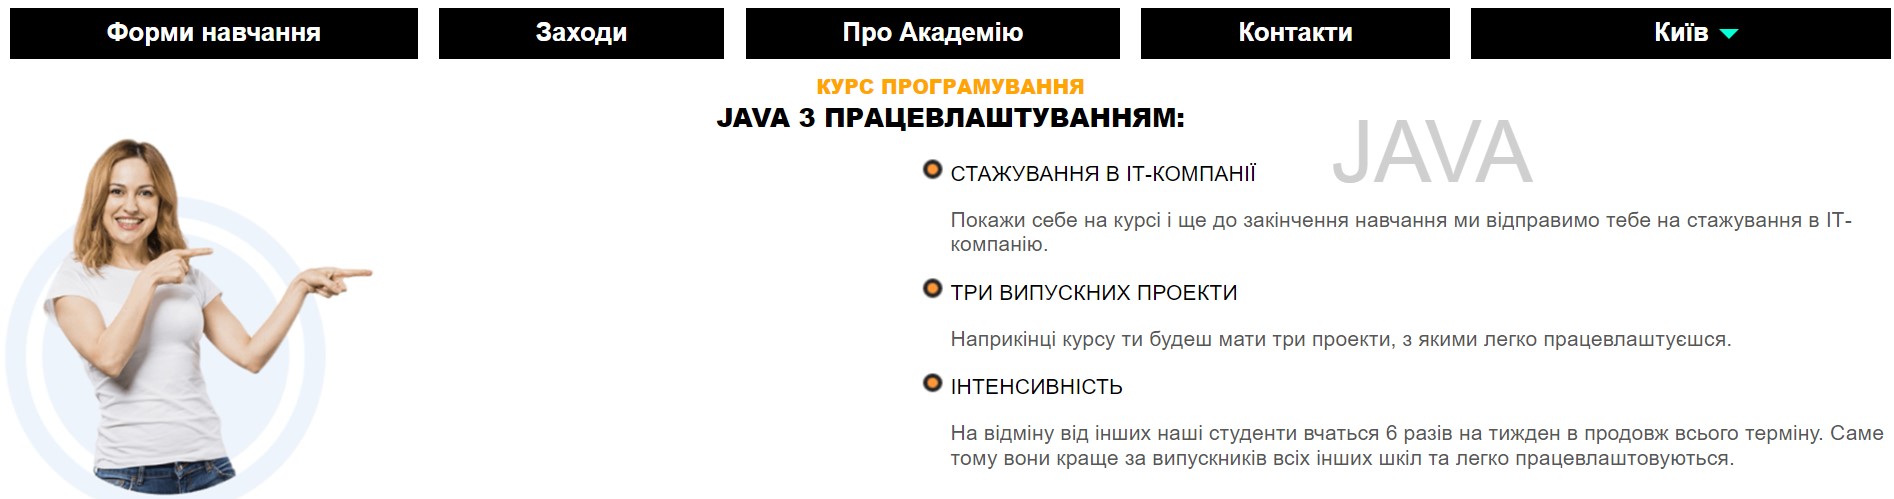 Форми навчання
Заходи
Про Академію
Контакти
Київ
КУРС ПРОГРАМУВАННЯ
JAVA З ПРАЦЕВЛАШТУВАННЯМ:
JAVA
СТАЖУВАННЯ В ІТ-КОМПАНІЇ
Покажи себе на курсі і ще до закінчення навчання ми відправимо тебе на стажування в ІТ-
компанію.
ТРИ ВИПУСКНИХ ПРОЕКТИ
Наприкінці курсу ти будеш мати три проекти, з якими легко працевлаштуєшся.
ІНТЕНСИВНІСТЬ
На відміну від інших наші студенти вчаться 6 разів на тижден в продовж всього терміну. Саме
тому вони краще за випускників всіх інших шкіл та легко працевлаштовуються.